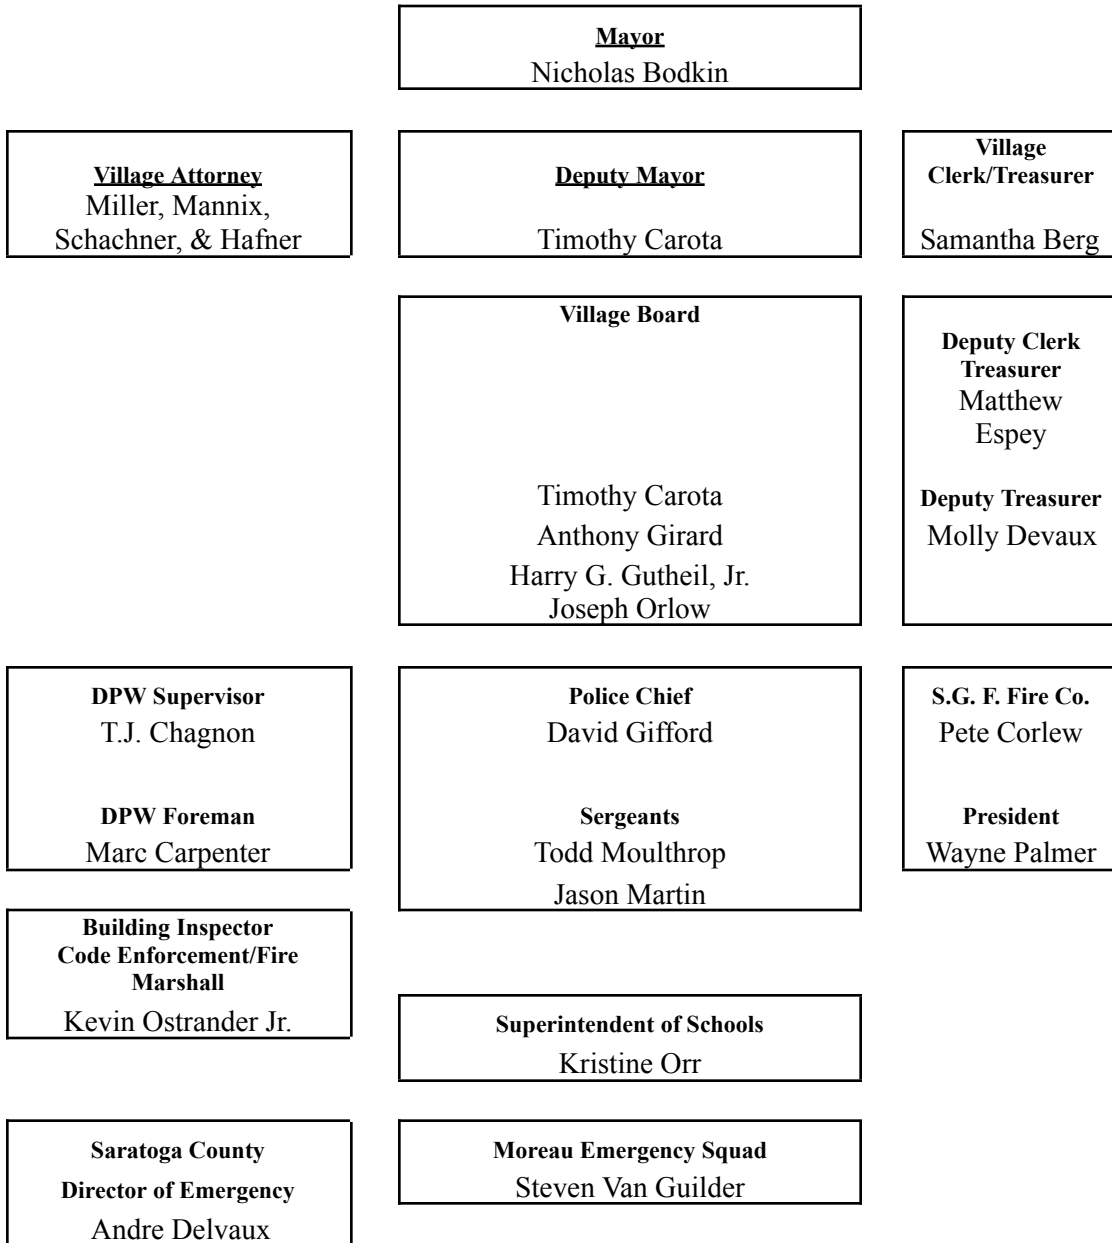 Mayor
Nicholas Bodkin
Village Attorney
Miller, Mannix,
Schachner, & Hafner
Deputy Mayor
Timothy Carota
Village
Clerk/Treasurer
Samantha Berg
Village Board
Timothy Carota
Anthony Girard
Harry G. Gutheil, Jr.
Joseph Orlow
Deputy Clerk
Treasurer
Matthew
Espey
Deputy Treasurer
Molly Devaux
DPW Supervisor
T.J. Chagnon
DPW Foreman
Marc Carpenter
Police Chief
David Gifford
Sergeants
Todd Moulthrop
Jason Martin
S.G. F. Fire Co.
Pete Corlew
President
Wayne Palmer
Building Inspector
Code Enforcement/Fire
Marshall
Kevin Ostrander Jr.
Superintendent of Schools
Kristine Orr
Saratoga County
Director of Emergency
Andre Delvaux
Moreau Emergency Squad
Steven Van Guilder